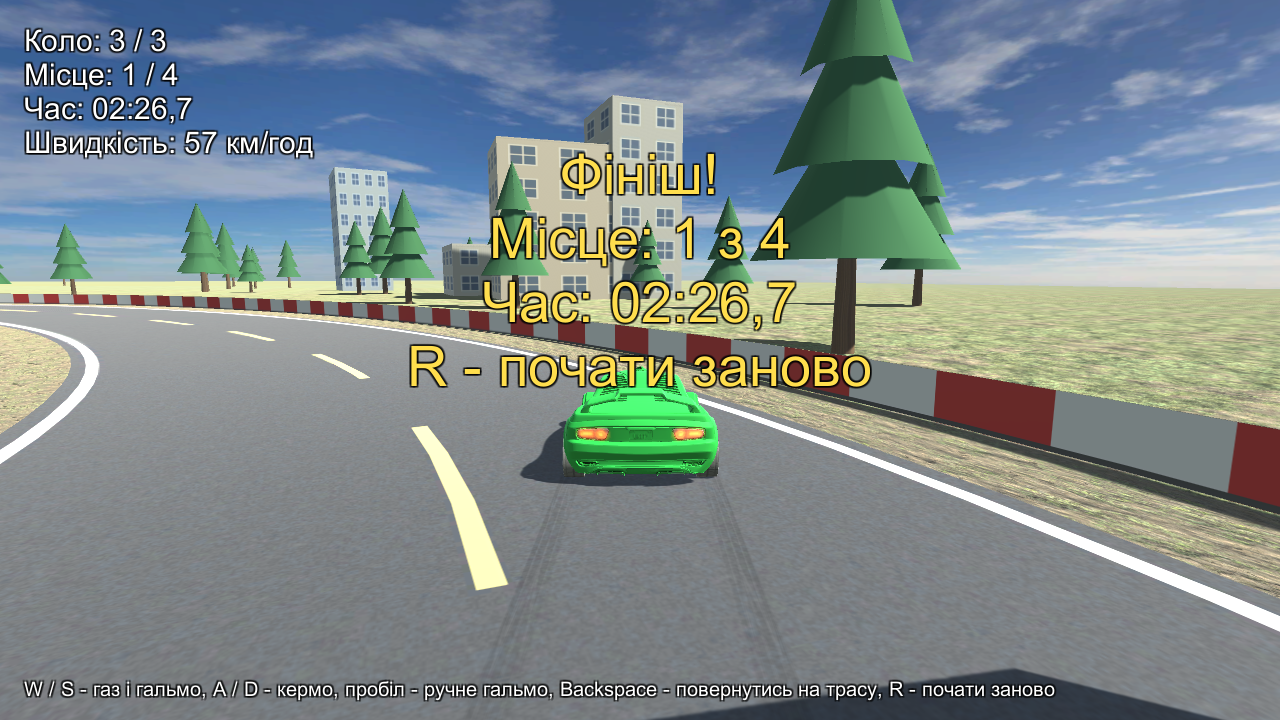 Коло: 3 / 3
Місце: 1 / 4
Час: 02:26,7
Швидкість: 57 км/год
Фініш!
Місце: 1 з 4
Час: 02:26,7
R - почати заново
W / S - газ і гальмо, A / D - кермо, пробіл - ручне гальмо, Backspace - повернутись на трасу, R - почати заново